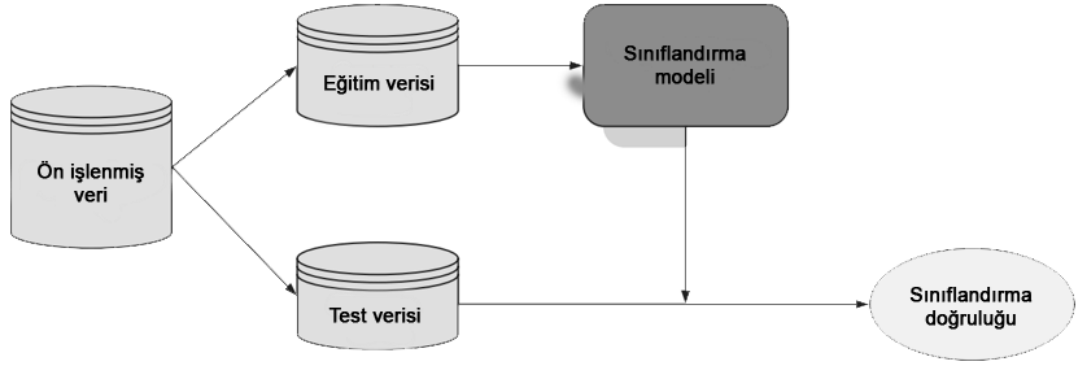 Eğitim verisi
Sınıflandırma
modeli
Ön işlenmiş
veri
Test verisi
Sınıflandırma
doğruluğu